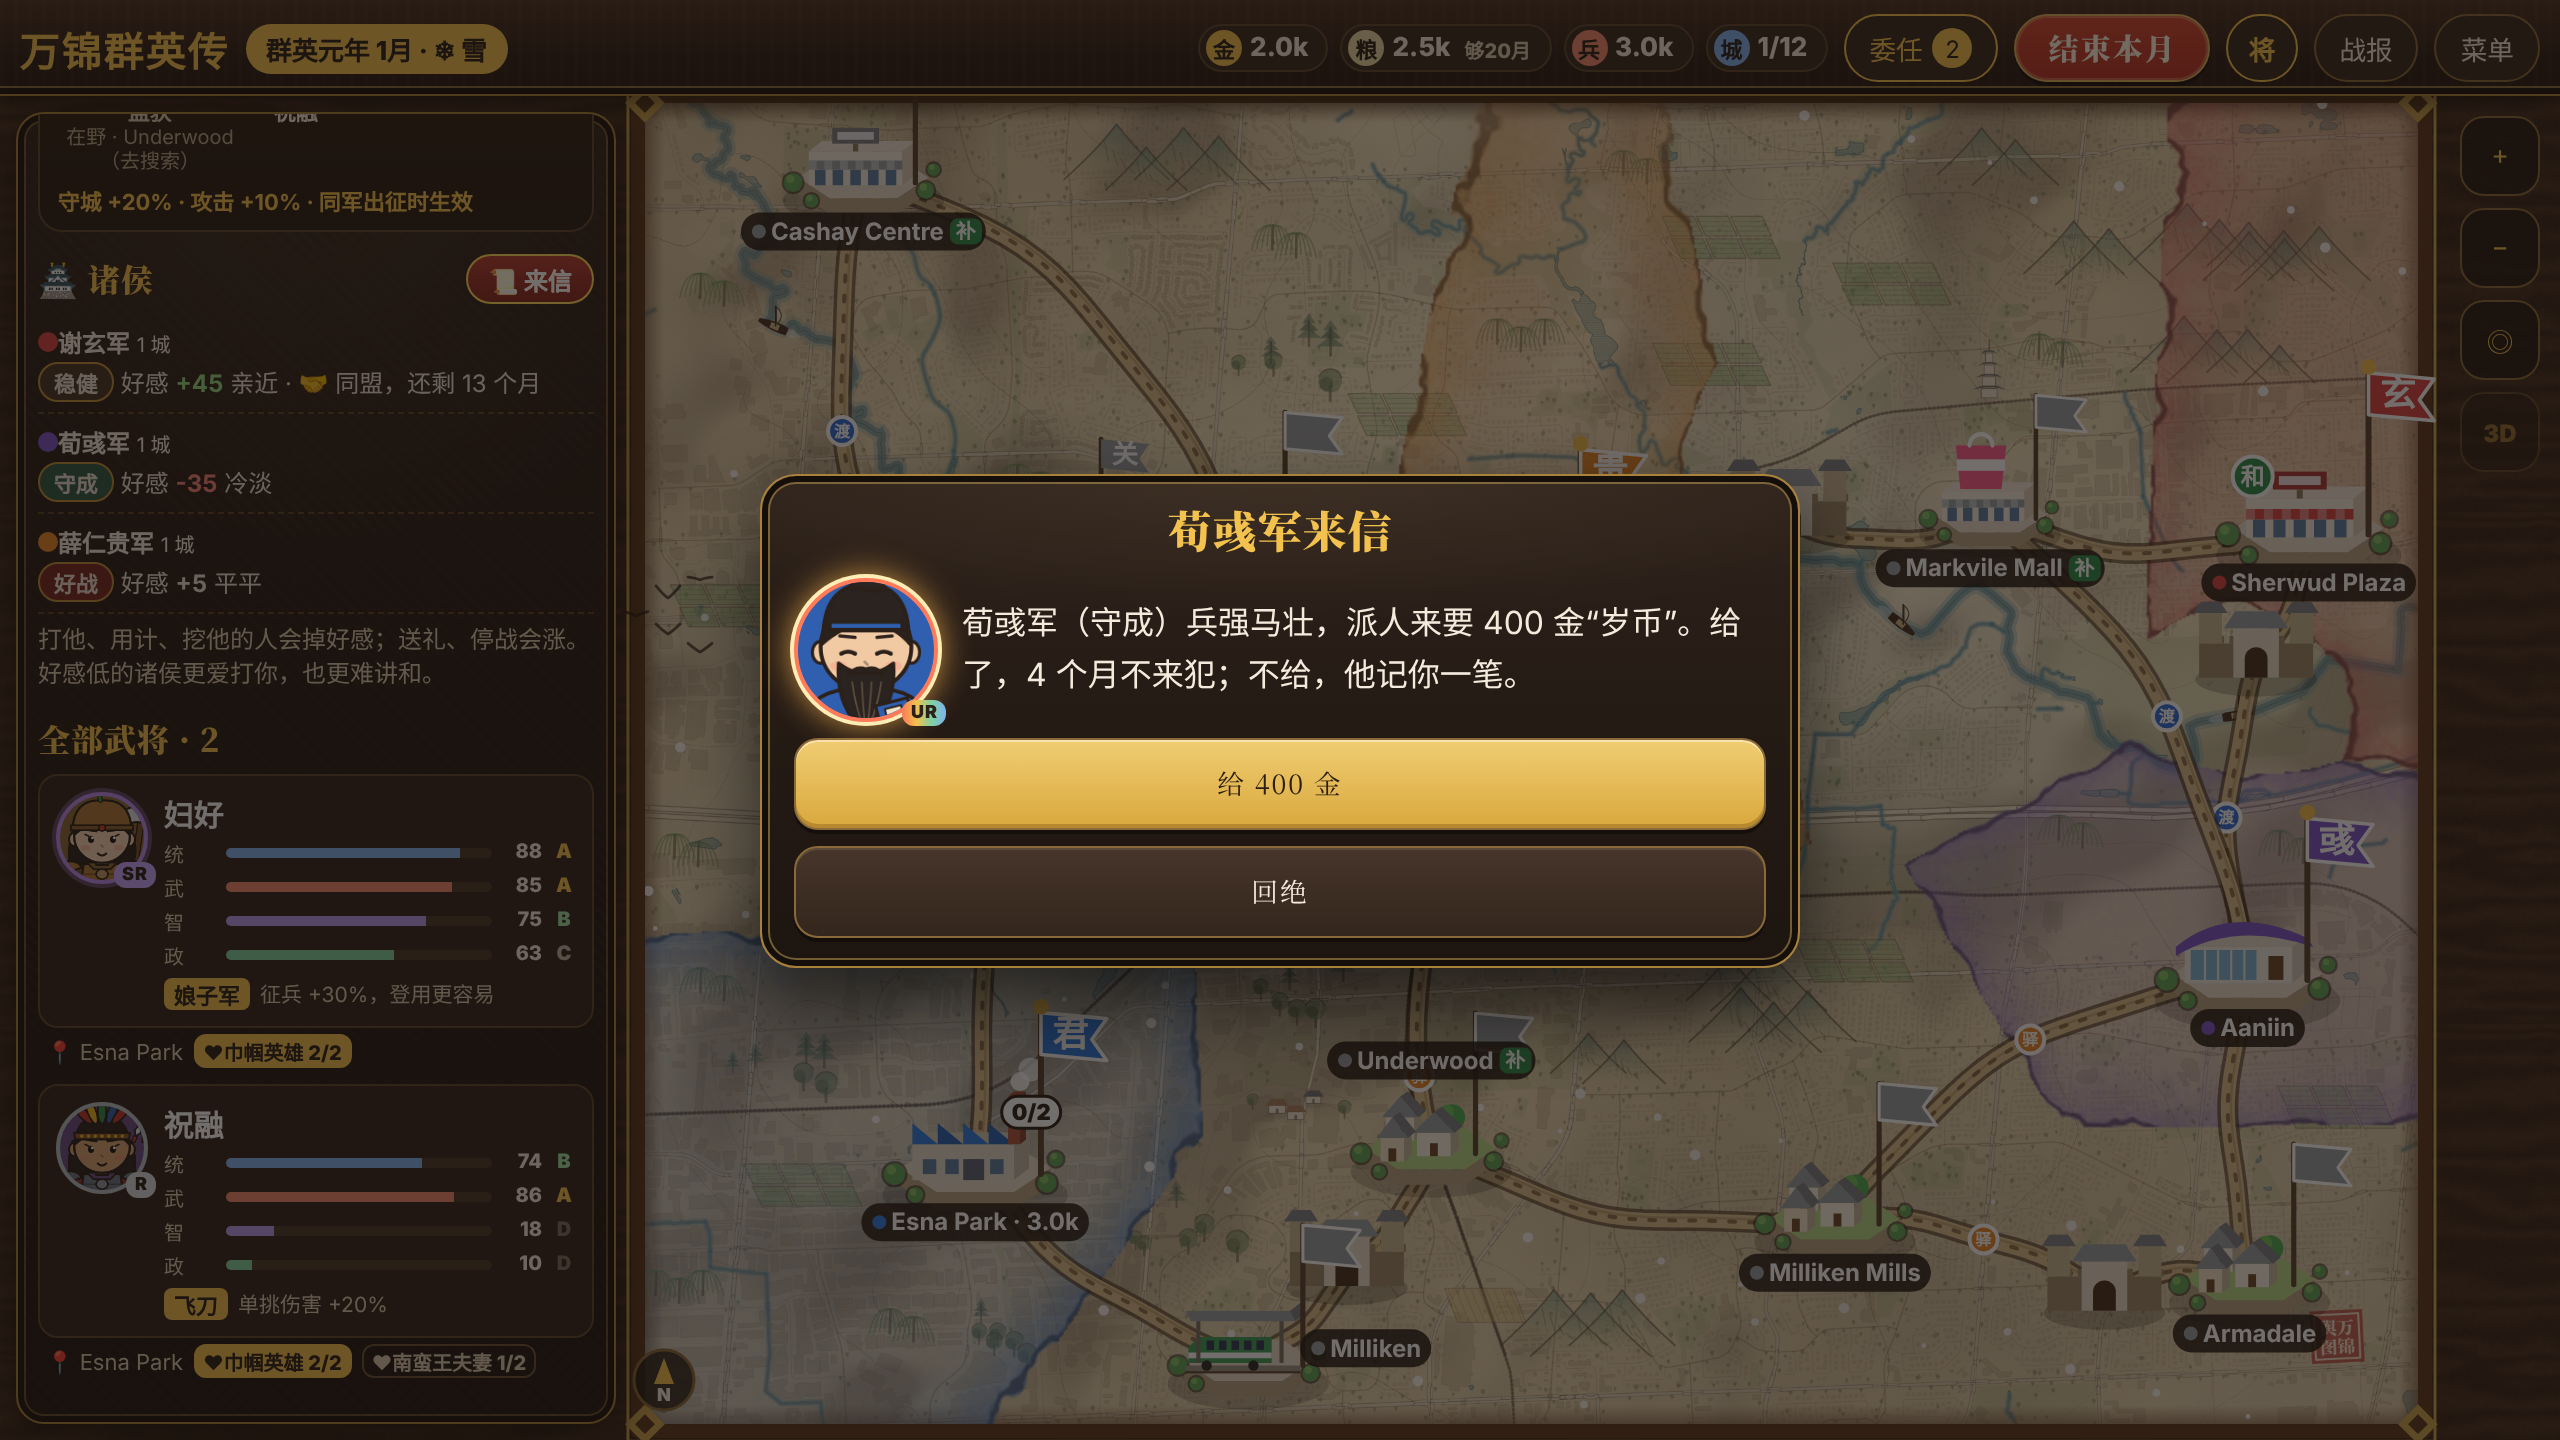 万锦群英传
群英元年 1月 · ❄ 雪
金 2.0k
粮 2.5k 够20月
兵 3.0k
城 1/12
委任 2
结束本月
将
战报
菜单
孟获 祝融
在野 · Underwood
（去搜索）
守城 +20% · 攻击 +10% · 同军出征时生效
诸侯
来信
谢玄军 1 城
稳健 好感 +45 亲近 · 🤝 同盟，还剩 13 个月
荀彧军 1 城
守成 好感 -35 冷淡
薛仁贵军 1 城
好战 好感 +5 平平
打他、用计、挖他的人会掉好感；送礼、停战会涨。
好感低的诸侯更爱打你，也更难讲和。
全部武将 · 2
妇好
SR
统 88 A
武 85 A
智 75 B
政 63 C
娘子军 征兵 +30%，登用更容易
📍 Esna Park ♥巾帼英雄 2/2
祝融
R
统 74 B
武 86 A
智 18 D
政 10 D
飞刀 单挑伤害 +20%
📍 Esna Park ♥巾帼英雄 2/2 ♥南蛮王夫妻 1/2
Cashay Centre 补
渡
关
贵
Markvile Mall 补
玄
和
Sherwud Plaza
渡
渡
彧
Aaniin
驿
荀彧军来信
UR
荀彧军（守成）兵强马壮，派人来要 400 金“岁币”。给
了，4 个月不来犯；不给，他记你一笔。
给 400 金
回绝
君
0/2
Esna Park · 3.0k
Underwood 补
驿
Milliken
Milliken Mills
驿
Armadale
舆万
图锦
N
+
−
◎
3D